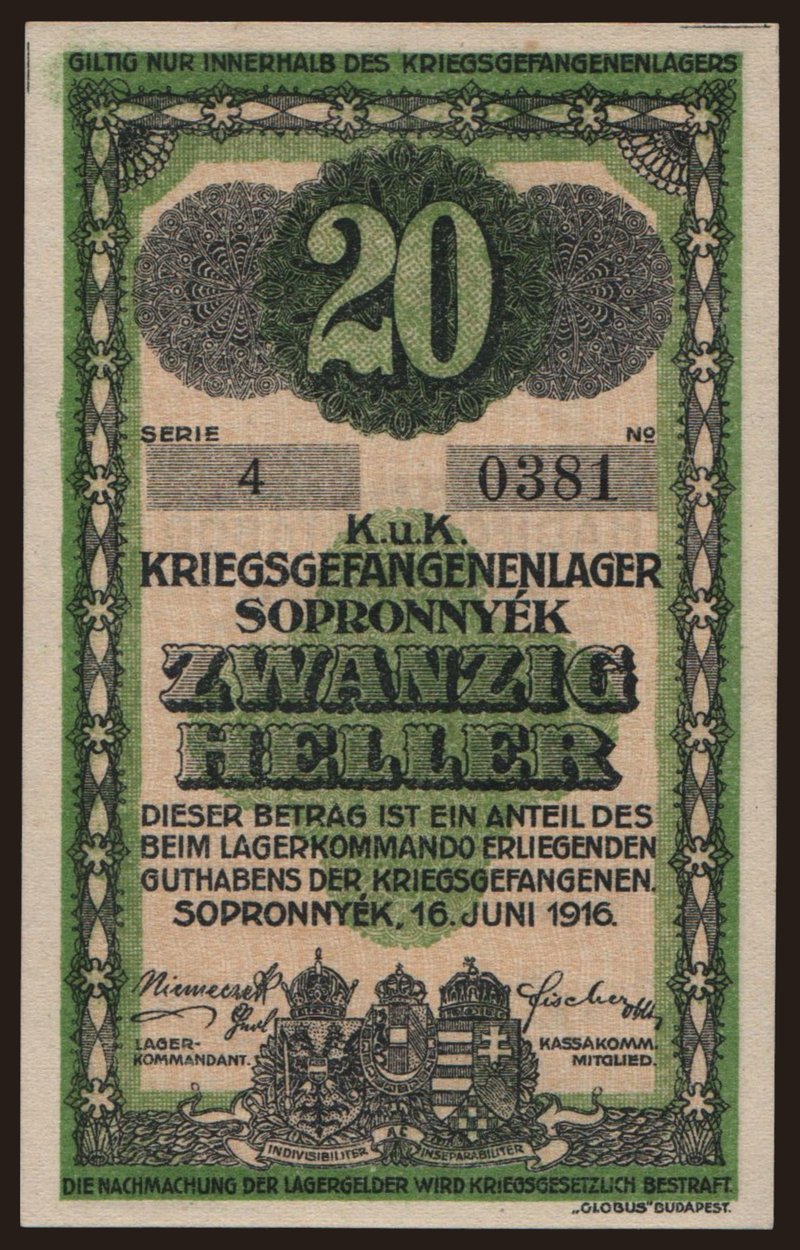 GILTIG NUR INNERHALB DES KRIEGSGEFANGENENLAGERS
20
SERIE Nº
4 0381
K.u.K.
KRIEGSGEFANGENENLAGER
SOPRONNYÉK
ZWANZIG
HELLER
DIESER BETRAG IST EIN ANTEIL DES
BEIM LAGERKOMMANDO ERLIEGENDEN
GUTHABENS DER KRIEGSGEFANGENEN.
SOPRONNYÉK, 16. JUNI 1916.
Niemeczek Fischer
LAGER-
KOMMANDANT.
KASSAKOMM.
MITGLIED.
INDIVISIBILITER AC INSEPARABILITER
DIE NACHMACHUNG DER LAGERGELDER WIRD KRIEGSGESETZLICH BESTRAFT.
„GLOBUS" BUDAPEST.